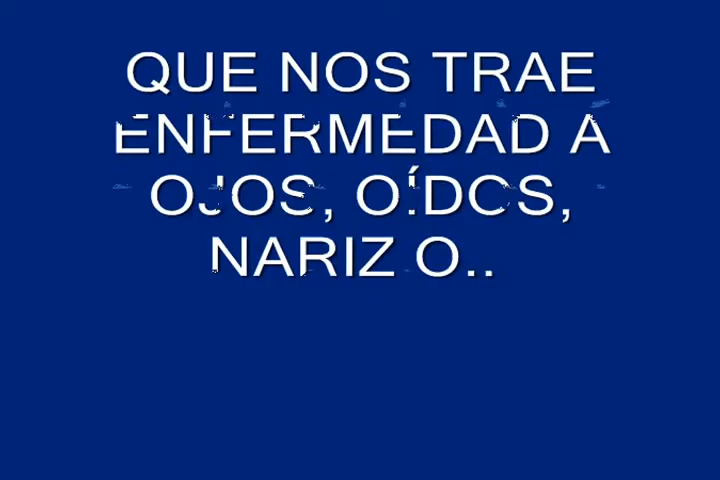 QUE NOS TRAE
ENFERMEDAD A
OJOS, OÍDOS,
NARIZ O..